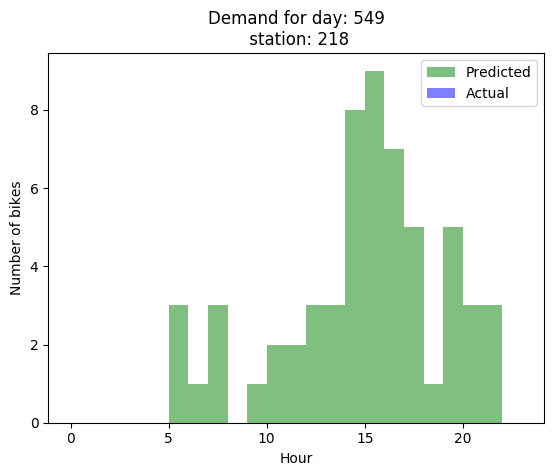 Demand for day: 549
station: 218
Predicted
Actual
Number of bikes
8
6
4
2
0
0
5
10
15
20
Hour